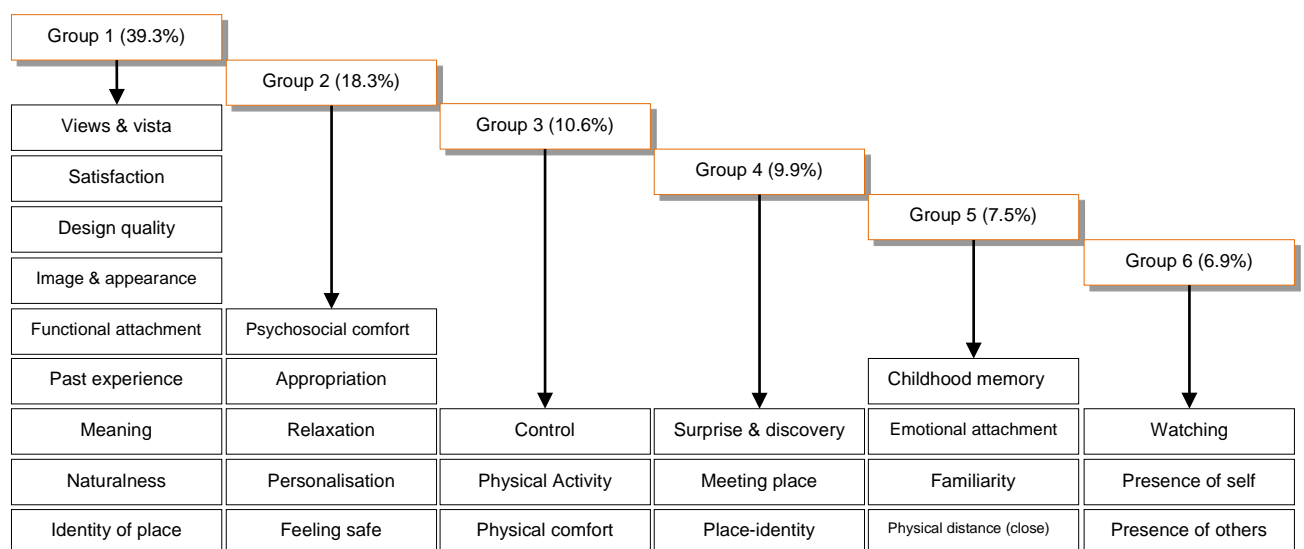 Group 1 (39.3%)
Views & vista
Satisfaction
Design quality
Image & appearance
Functional attachment
Past experience
Meaning
Naturalness
Identity of place
Group 2 (18.3%)
Psychosocial comfort
Appropriation
Relaxation
Personalisation
Feeling safe
Group 3 (10.6%)
Control
Physical Activity
Physical comfort
Group 4 (9.9%)
Surprise & discovery
Meeting place
Place-identity
Group 5 (7.5%)
Childhood memory
Emotional attachment
Familiarity
Physical distance (close)
Group 6 (6.9%)
Watching
Presence of self
Presence of others